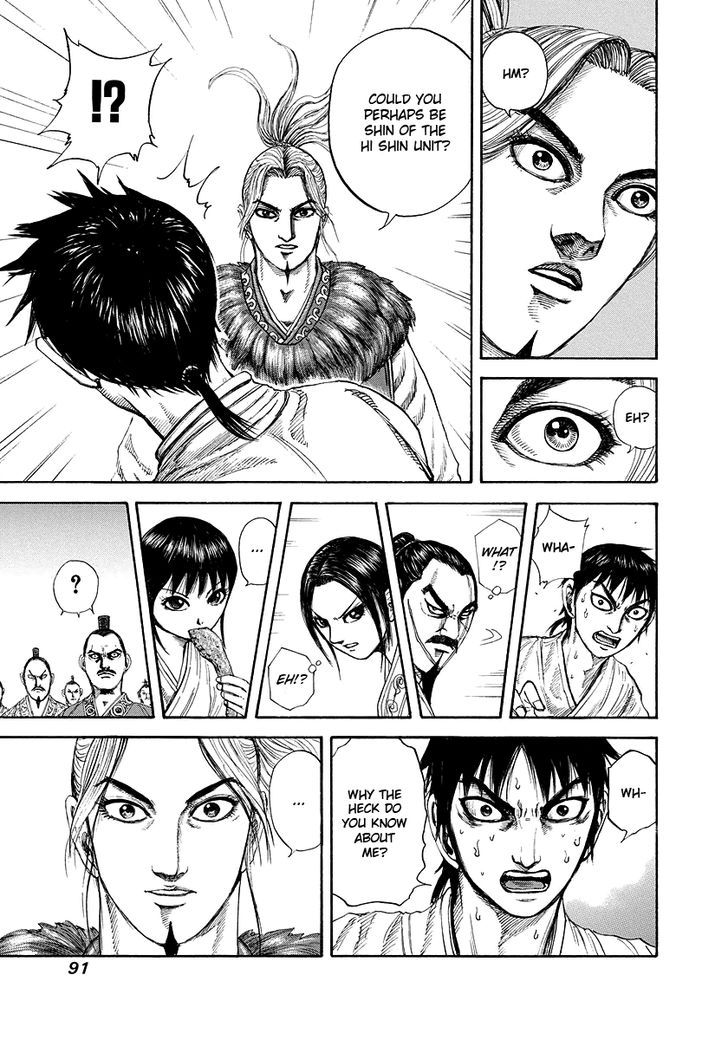 HM?
EH?
COULD YOU
PERHAPS BE
SHIN OF THE
HI SHIN UNIT?
!?
WHA-
WHAT
!?
EH!?
...
?
WH-
WHY THE
HECK DO
YOU KNOW
ABOUT
ME?
...
91